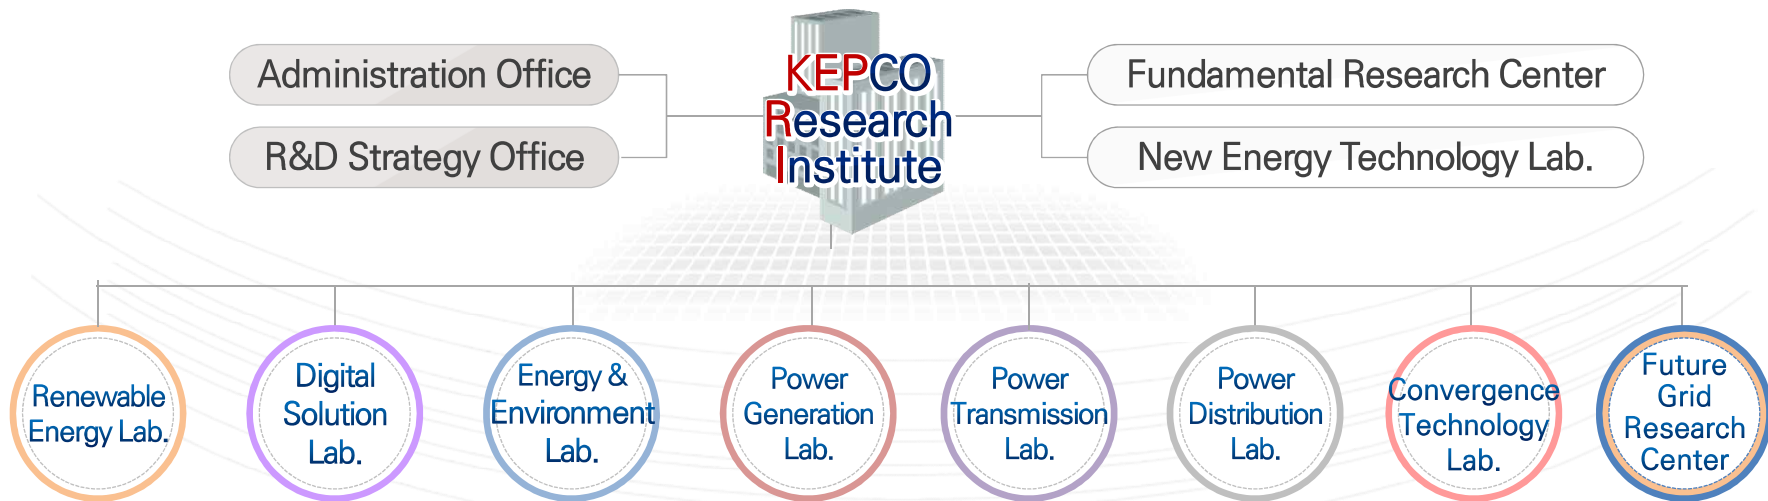 Administration Office
R&D Strategy Office
KEPCO
Research
Institute
Fundamental Research Center
New Energy Technology Lab.
Renewable
Energy Lab.
Digital
Solution
Lab.
Energy &
Environment
Lab.
Power
Generation
Lab.
Power
Transmission
Lab.
Power
Distribution
Lab.
Convergence
Technology
Lab.
Future
Grid
Research
Center